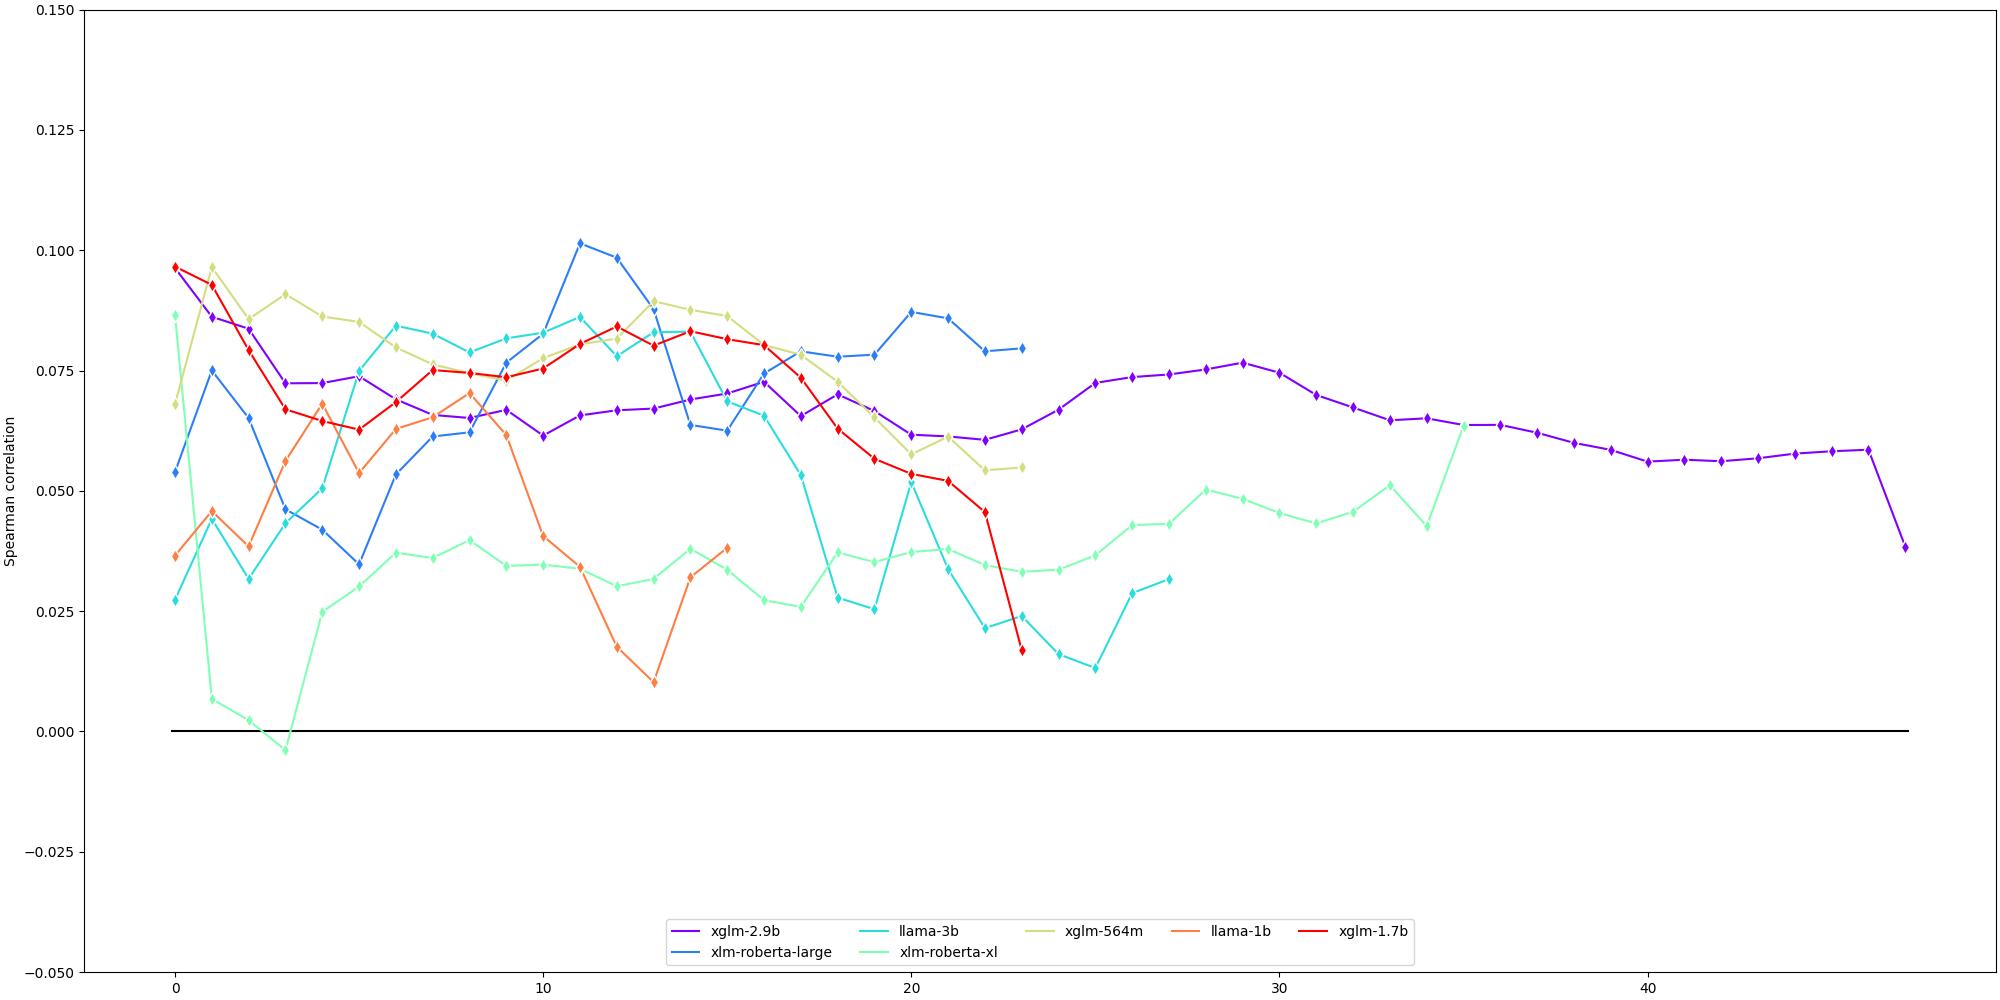 0.150
0.125
0.100
0.075
0.050
0.025
0.000
−0.025
−0.050
Spearman correlation
0 10 20 30 40
xglm-2.9b llama-3b xglm-564m llama-1b xglm-1.7b
xlm-roberta-large xlm-roberta-xl